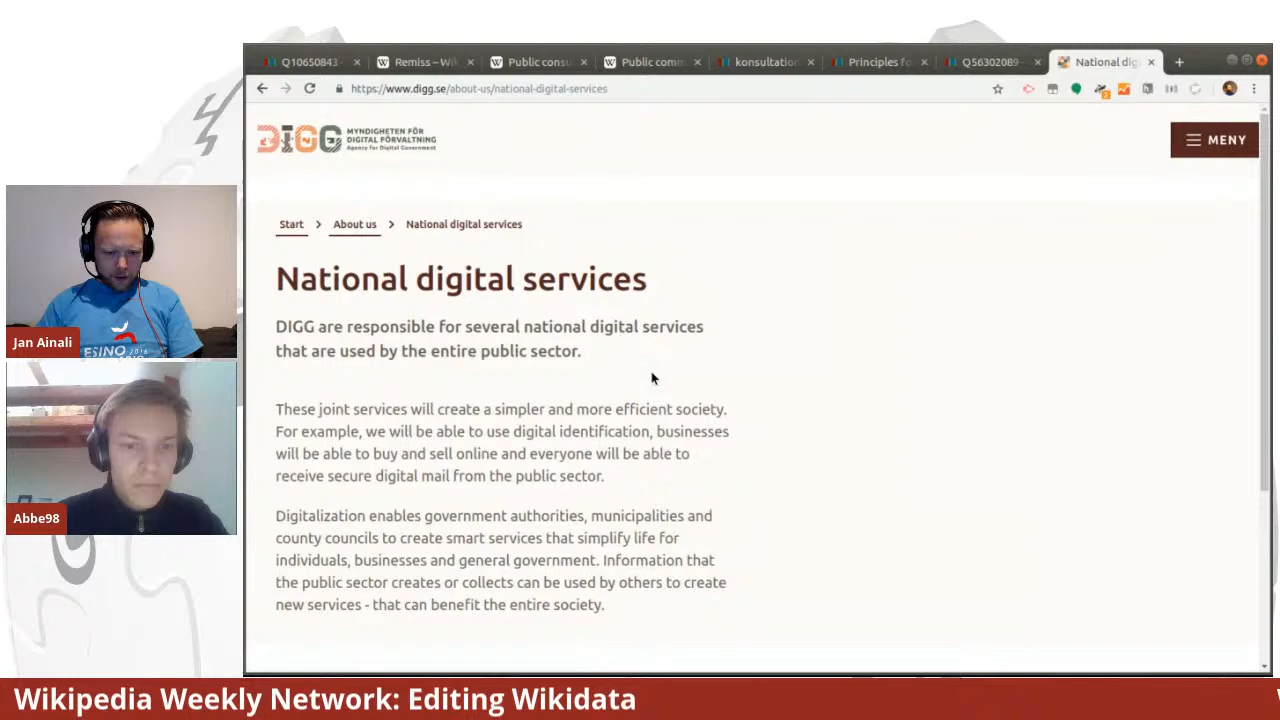 Q10650843 -
Remiss – Wi
Public consu
Public com
konsultation
Principles fo
Q56302089 -
National dig
https://www.digg.se/about-us/national-digital-services
DIGG
MYNDIGHETEN FÖR
DIGITAL FÖRVALTNING
Agency for Digital Government
MENY
Start > About us > National digital services
National digital services
DIGG are responsible for several national digital services
that are used by the entire public sector.
These joint services will create a simpler and more efficient society.
For example, we will be able to use digital identification, businesses
will be able to buy and sell online and everyone will be able to
receive secure digital mail from the public sector.
Digitalization enables government authorities, municipalities and
county councils to create smart services that simplify life for
individuals, businesses and general government. Information that
the public sector creates or collects can be used by others to create
new services - that can benefit the entire society.
ESINO 2016
Jan Ainali
Abbe98
Wikipedia Weekly Network: Editing Wikidata